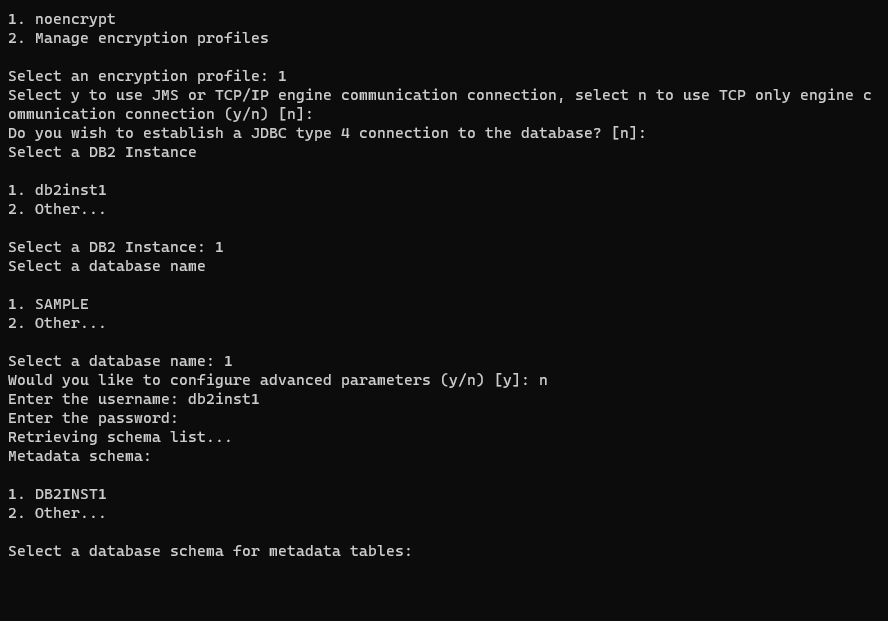 1. noencrypt
2. Manage encryption profiles
Select an encryption profile: 1
Select y to use JMS or TCP/IP engine communication connection, select n to use TCP only engine c
ommunication connection (y/n) [n]:
Do you wish to establish a JDBC type 4 connection to the database? [n]:
Select a DB2 Instance
1. db2inst1
2. Other...
Select a DB2 Instance: 1
Select a database name
1. SAMPLE
2. Other...
Select a database name: 1
Would you like to configure advanced parameters (y/n) [y]: n
Enter the username: db2inst1
Enter the password:
Retrieving schema list...
Metadata schema:
1. DB2INST1
2. Other...
Select a database schema for metadata tables: